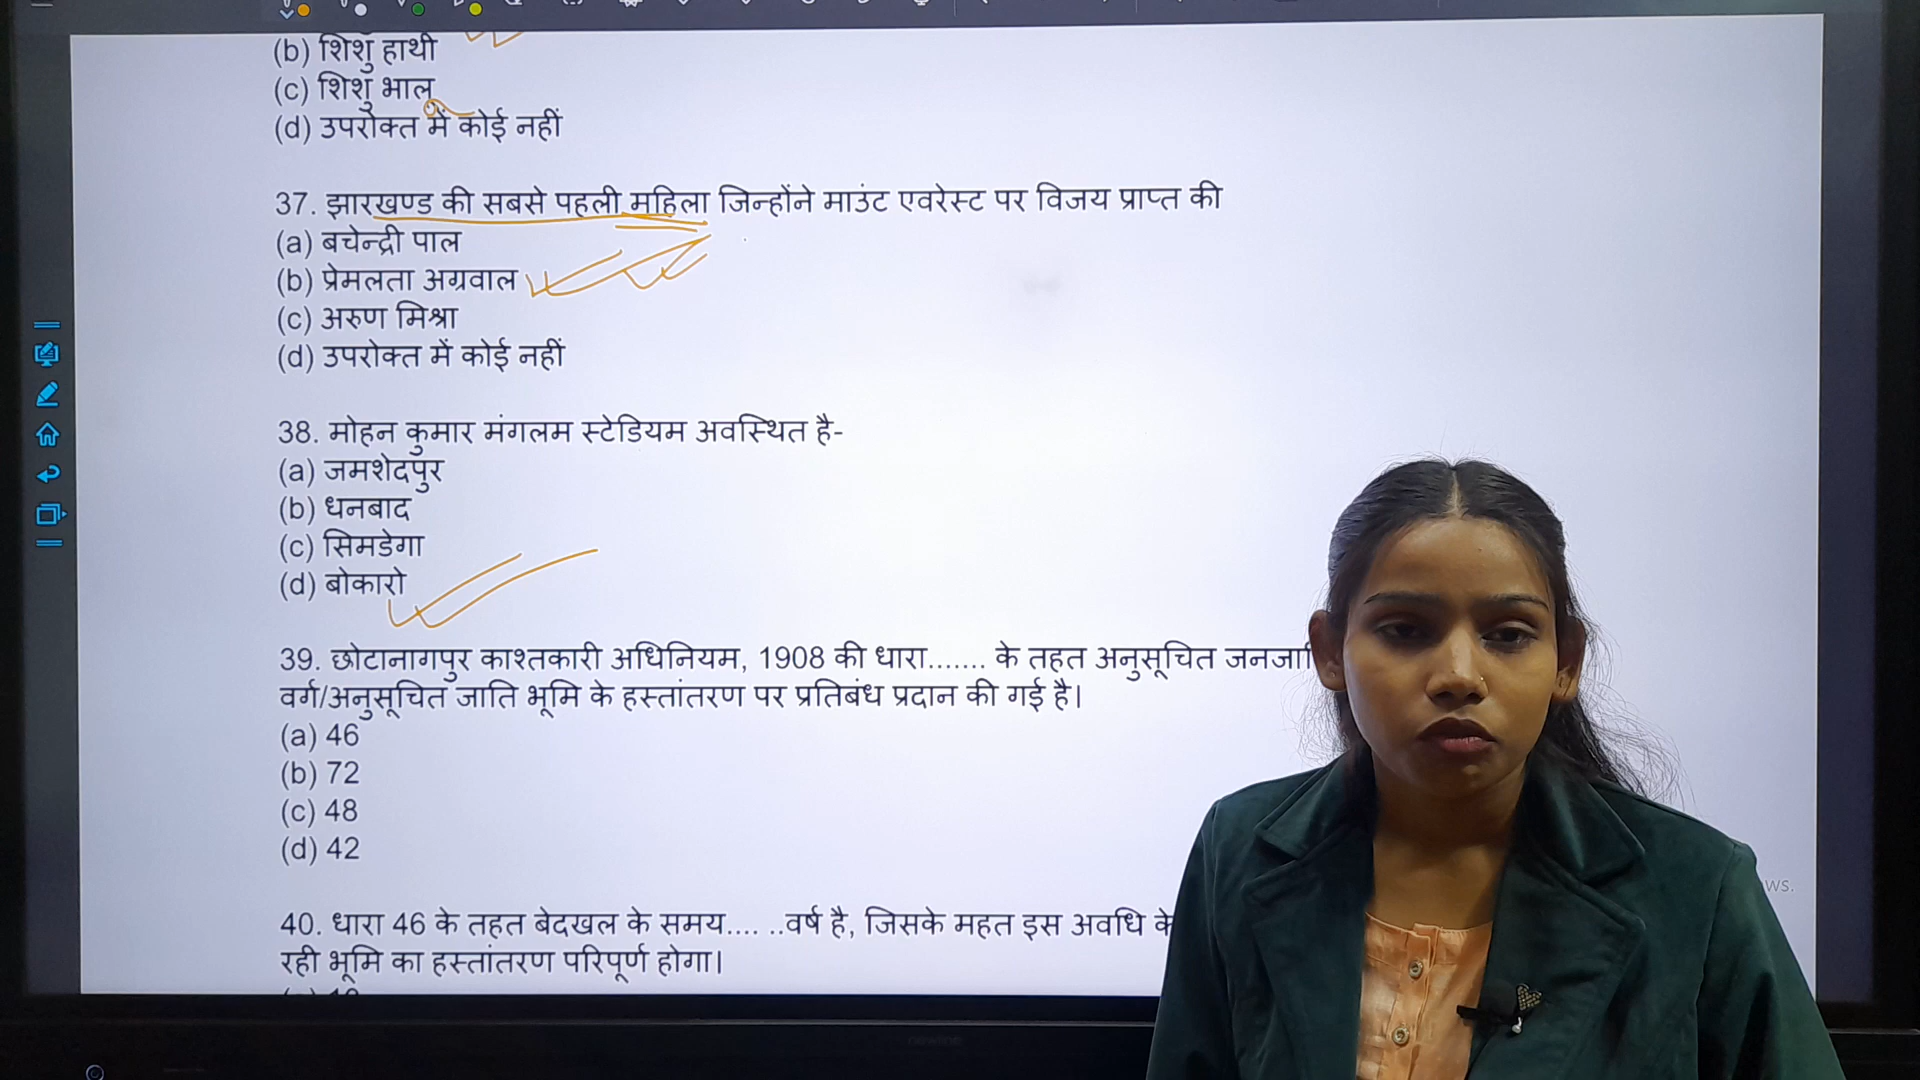 (b) शिशु हाथी
(c) शिशु भालू
(d) उपरोक्त में कोई नहीं
37. झारखण्ड की सबसे पहली महिला जिन्होंने माउंट एवरेस्ट पर विजय प्राप्त की
(a) बचेन्द्री पाल
(b) प्रेमलता अग्रवाल
(c) अरुण मिश्रा
(d) उपरोक्त में कोई नहीं
38. मोहन कुमार मंगलम स्टेडियम अवस्थित है-
(a) जमशेदपुर
(b) धनबाद
(c) सिमडेगा
(d) बोकारो
39. छोटानागपुर काश्तकारी अधिनियम, 1908 की धारा....... के तहत अनुसूचित
वर्ग/अनुसूचित जाति भूमि के हस्तांतरण पर प्रतिबंध प्रदान की गई है।
(a) 46
(b) 72
(c) 48
(d) 42
40. धारा 46 के तहत बेदखल के समय.... ..वर्ष है, जिसके महत इस अवधि के
रही भूमि का हस्तांतरण परिपूर्ण होगा।